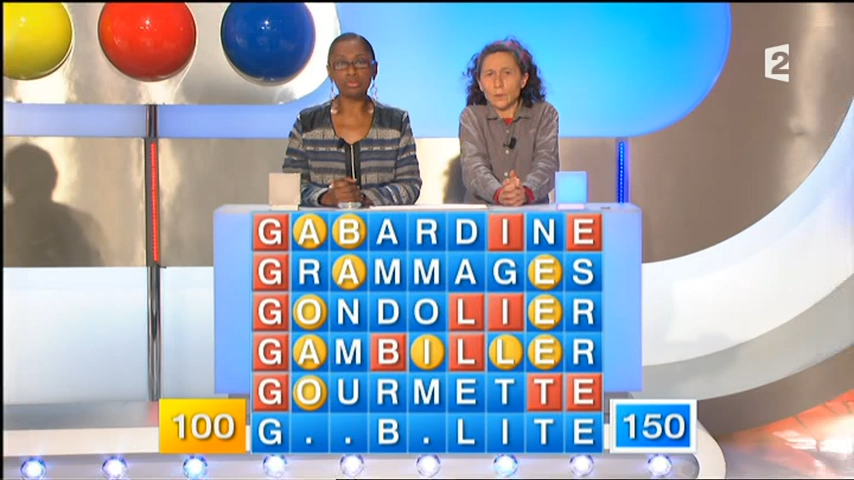 2
GABARDINE
GRAMMAGES
GONDOLIER
GAMBILLER
GOURMETTE
100 G..B.LITE 150